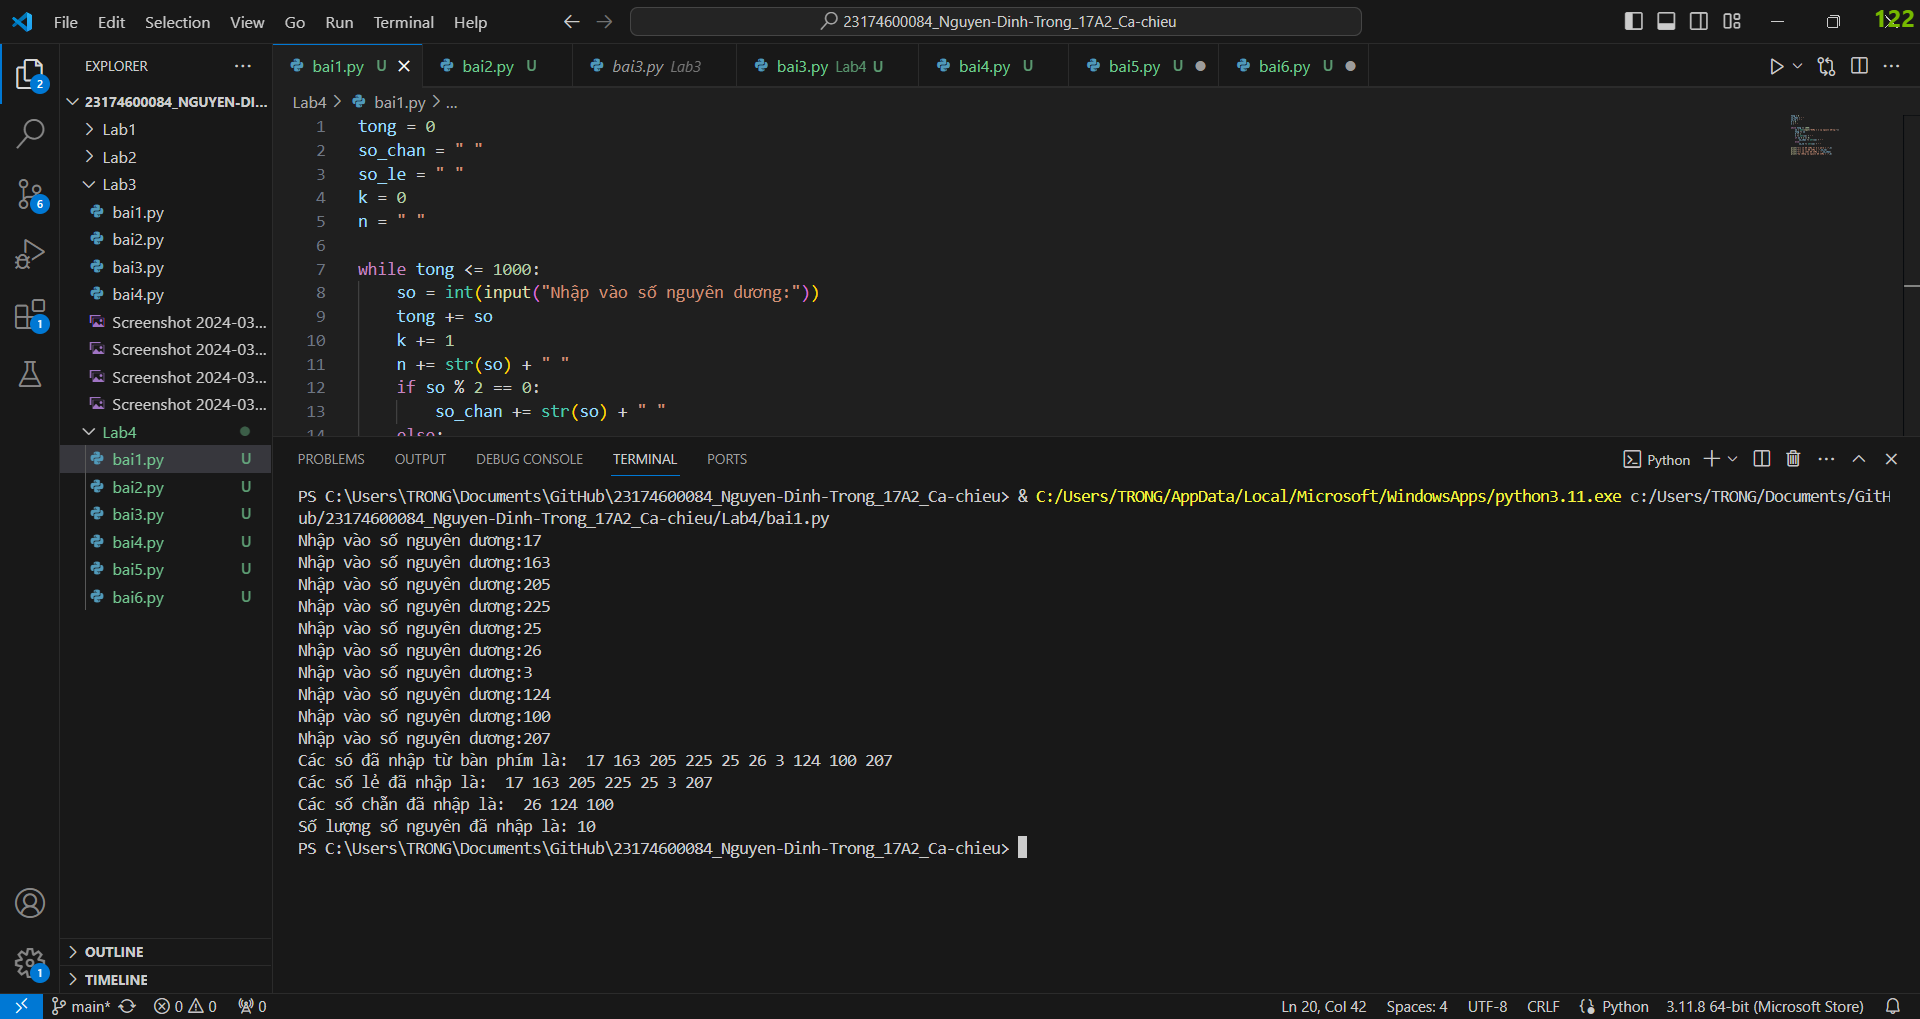 File Edit Selection View Go Run Terminal Help
23174600084_Nguyen-Dinh-Trong_17A2_Ca-chieu
122
EXPLORER
bai1.py U
bai2.py U
bai3.py Lab3
bai3.py Lab4 U
bai4.py U
bai5.py U
bai6.py U
2
6
1
23174600084_NGUYEN-DI...
Lab1
Lab2
Lab3
bai1.py
bai2.py
bai3.py
bai4.py
Screenshot 2024-03...
Screenshot 2024-03...
Screenshot 2024-03...
Screenshot 2024-03...
Lab4
bai1.py U
bai2.py U
bai3.py U
bai4.py U
bai5.py U
bai6.py U
OUTLINE
TIMELINE
1
Lab4 > bai1.py > ...
1 tong = 0
2 so_chan = " "
3 so_le = " "
4 k = 0
5 n = " "
6
7 while tong <= 1000:
8 so = int(input("Nhập vào số nguyên dương:"))
9 tong += so
10 k += 1
11 n += str(so) + " "
12 if so % 2 == 0:
13 so_chan += str(so) + " "
14 else:
PROBLEMS OUTPUT DEBUG CONSOLE TERMINAL PORTS
Python
PS C:\Users\TRONG\Documents\GitHub\23174600084_Nguyen-Dinh-Trong_17A2_Ca-chieu> & C:/Users/TRONG/AppData/Local/Microsoft/WindowsApps/python3.11.exe c:/Users/TRONG/Documents/GitH
ub/23174600084_Nguyen-Dinh-Trong_17A2_Ca-chieu/Lab4/bai1.py
Nhập vào số nguyên dương:17
Nhập vào số nguyên dương:163
Nhập vào số nguyên dương:205
Nhập vào số nguyên dương:225
Nhập vào số nguyên dương:25
Nhập vào số nguyên dương:26
Nhập vào số nguyên dương:3
Nhập vào số nguyên dương:124
Nhập vào số nguyên dương:100
Nhập vào số nguyên dương:207
Các só đã nhập từ bàn phím là:  17 163 205 225 25 26 3 124 100 207
Các số lẻ đã nhập là:  17 163 205 225 25 3 207
Các số chẵn đã nhập là:  26 124 100
Số lượng số nguyên đã nhập là: 10
PS C:\Users\TRONG\Documents\GitHub\23174600084_Nguyen-Dinh-Trong_17A2_Ca-chieu>
main* 0 0 0
Ln 20, Col 42 Spaces: 4 UTF-8 CRLF Python 3.11.8 64-bit (Microsoft Store)